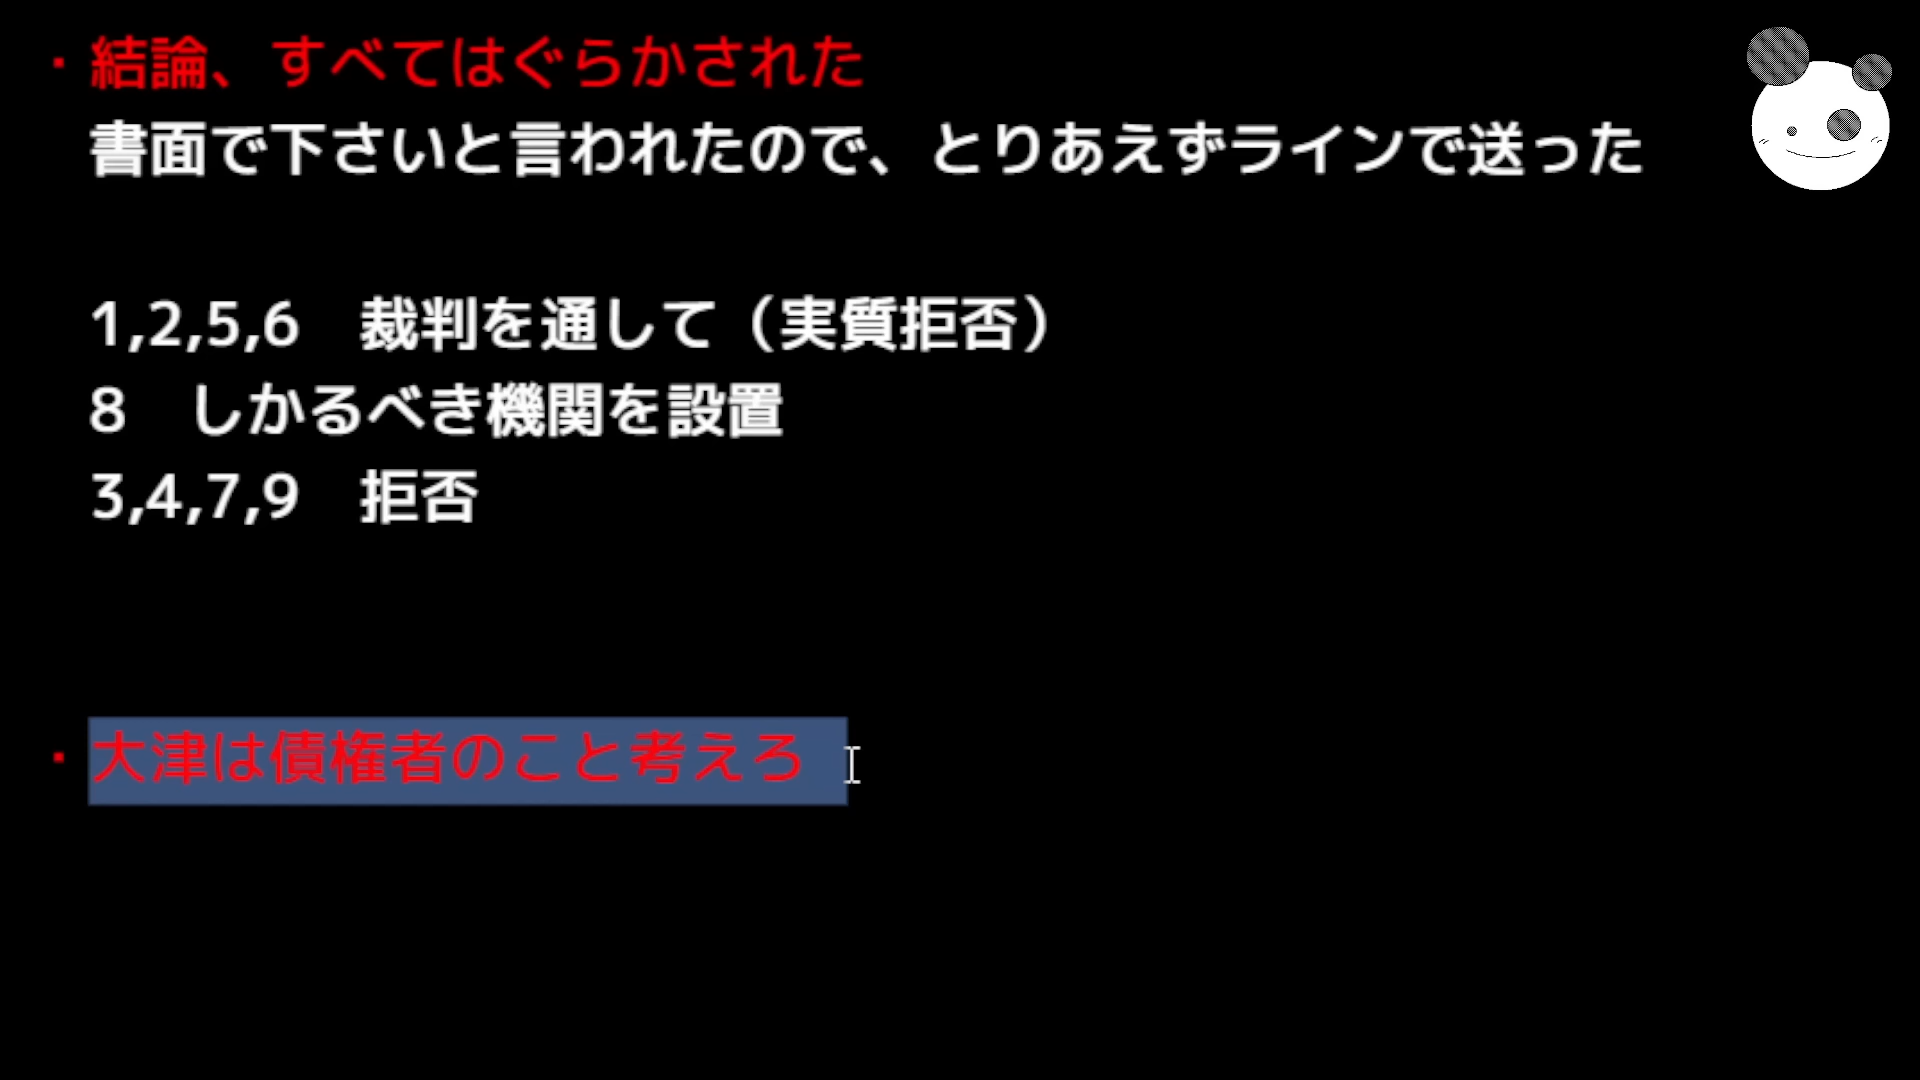 ・結論、すべてはぐらかされた
書面で下さいと言われたので、とりあえずラインで送った
1,2,5,6　裁判を通して（実質拒否）
8　しかるべき機関を設置
3,4,7,9　拒否
・大津は債権者のこと考えろ